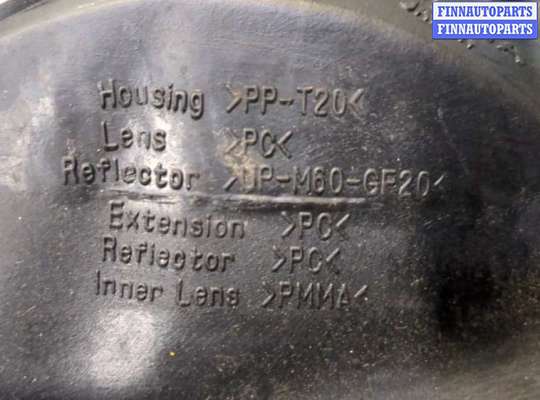 FINNAUTOPARTS
FINNAUTOPARTS
Housing >PP-T20<
Lens >PC<
Reflector >UP-M60-GF20<
Extension >PC<
Reflector >PC<
Inner Lens >PMMA<